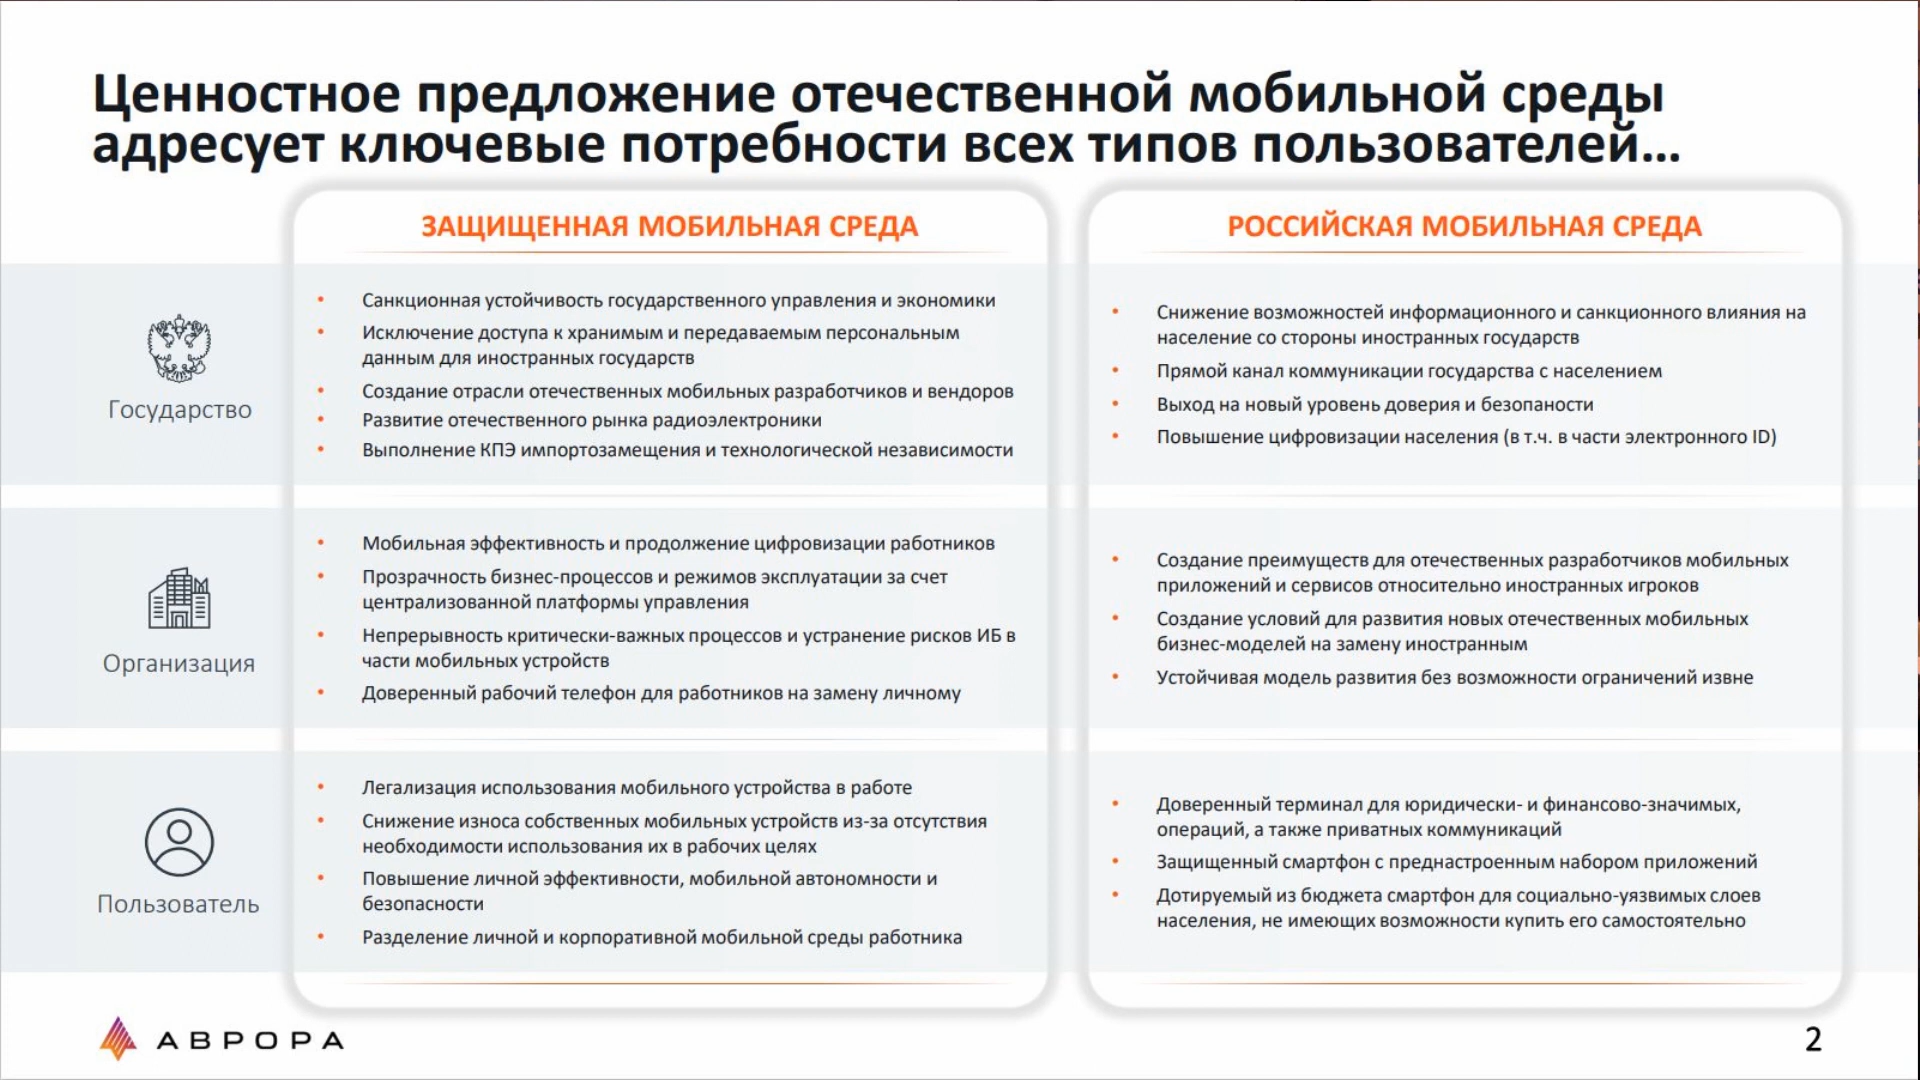 Ценностное предложение отечественной мобильной среды
адресует ключевые потребности всех типов пользователей...
ЗАЩИЩЕННАЯ МОБИЛЬНАЯ СРЕДА
РОССИЙСКАЯ МОБИЛЬНАЯ СРЕДА
Государство
• Санкционная устойчивость государственного управления и экономики
• Исключение доступа к хранимым и передаваемым персональным
данным для иностранных государств
• Создание отрасли отечественных мобильных разработчиков и вендоров
• Развитие отечественного рынка радиоэлектроники
• Выполнение КПЭ импортозамещения и технологической независимости
• Снижение возможностей информационного и санкционного влияния на
население со стороны иностранных государств
• Прямой канал коммуникации государства с населением
• Выход на новый уровень доверия и безопаности
• Повышение цифровизации населения (в т.ч. в части электронного ID)
Организация
• Мобильная эффективность и продолжение цифровизации работников
• Прозрачность бизнес-процессов и режимов эксплуатации за счет
централизованной платформы управления
• Непрерывность критически-важных процессов и устранение рисков ИБ в
части мобильных устройств
• Доверенный рабочий телефон для работников на замену личному
• Создание преимуществ для отечественных разработчиков мобильных
приложений и сервисов относительно иностранных игроков
• Создание условий для развития новых отечественных мобильных
бизнес-моделей на замену иностранным
• Устойчивая модель развития без возможности ограничений извне
Пользователь
• Легализация использования мобильного устройства в работе
• Снижение износа собственных мобильных устройств из-за отсутствия
необходимости использования их в рабочих целях
• Повышение личной эффективности, мобильной автономности и
безопасности
• Разделение личной и корпоративной мобильной среды работника
• Доверенный терминал для юридически- и финансово-значимых,
операций, а также приватных коммуникаций
• Защищенный смартфон с преднастроенным набором приложений
• Дотируемый из бюджета смартфон для социально-уязвимых слоев
населения, не имеющих возможности купить его самостоятельно
АВРОРА
2